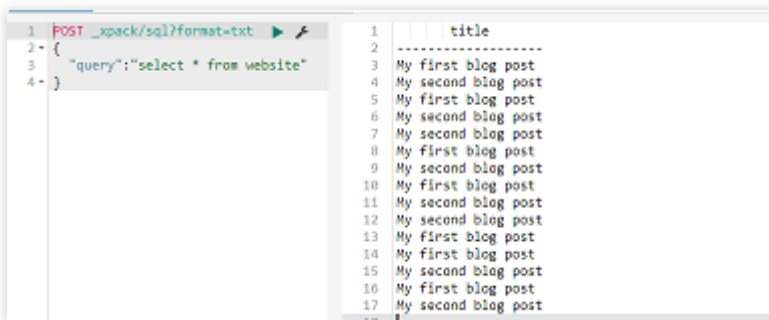 1 POST _xpack/sql?format=txt
2 {
3 "query":"select * from website"
4 }
1 title
2 -------------------
3 My first blog post
4 My second blog post
5 My first blog post
6 My second blog post
7 My second blog post
8 My first blog post
9 My second blog post
10 My first blog post
11 My second blog post
12 My second blog post
13 My first blog post
14 My first blog post
15 My second blog post
16 My first blog post
17 My second blog post